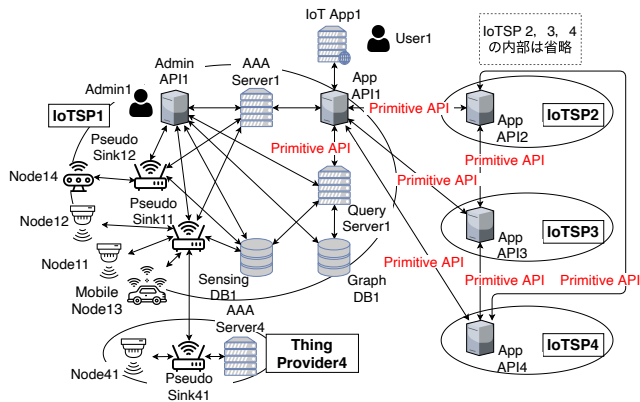 IoT App1
User1
IoTSP 2, 3, 4
の内部は省略
Admin
API1
AAA
Server1
App
API1
Admin1
IoTSP1
Primitive API
IoTSP2
App
API2
Pseudo
Sink12
Primitive API
Primitive API
Primitive API
Node14
Node12
Pseudo
Sink11
Query
Server1
IoTSP3
App
API3
Node11
Mobile
Node13
Sensing
DB1
Graph
DB1
Primitive API
Primitive API
Primitive API
AAA
Server4
Thing
Provider4
IoTSP4
App
API4
Node41
Pseudo
Sink41